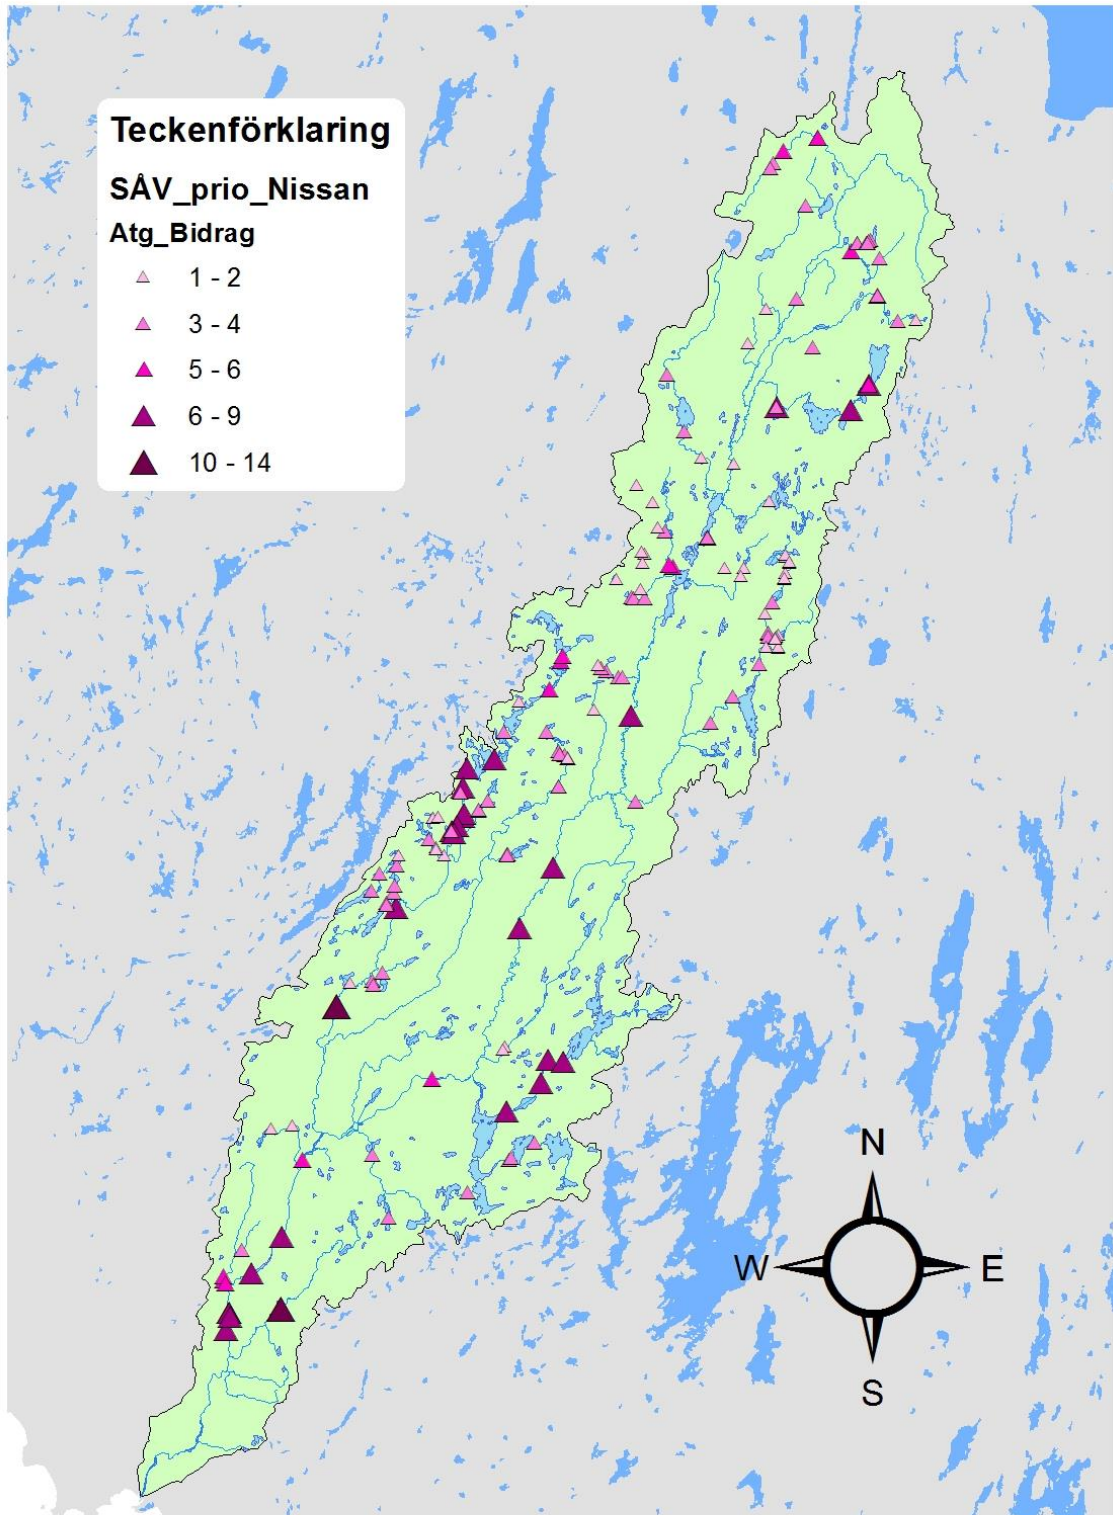 Teckenförklaring
SÅV_prio_Nissan
Atg_Bidrag
1 - 2
3 - 4
5 - 6
6 - 9
10 - 14
N
W E
S